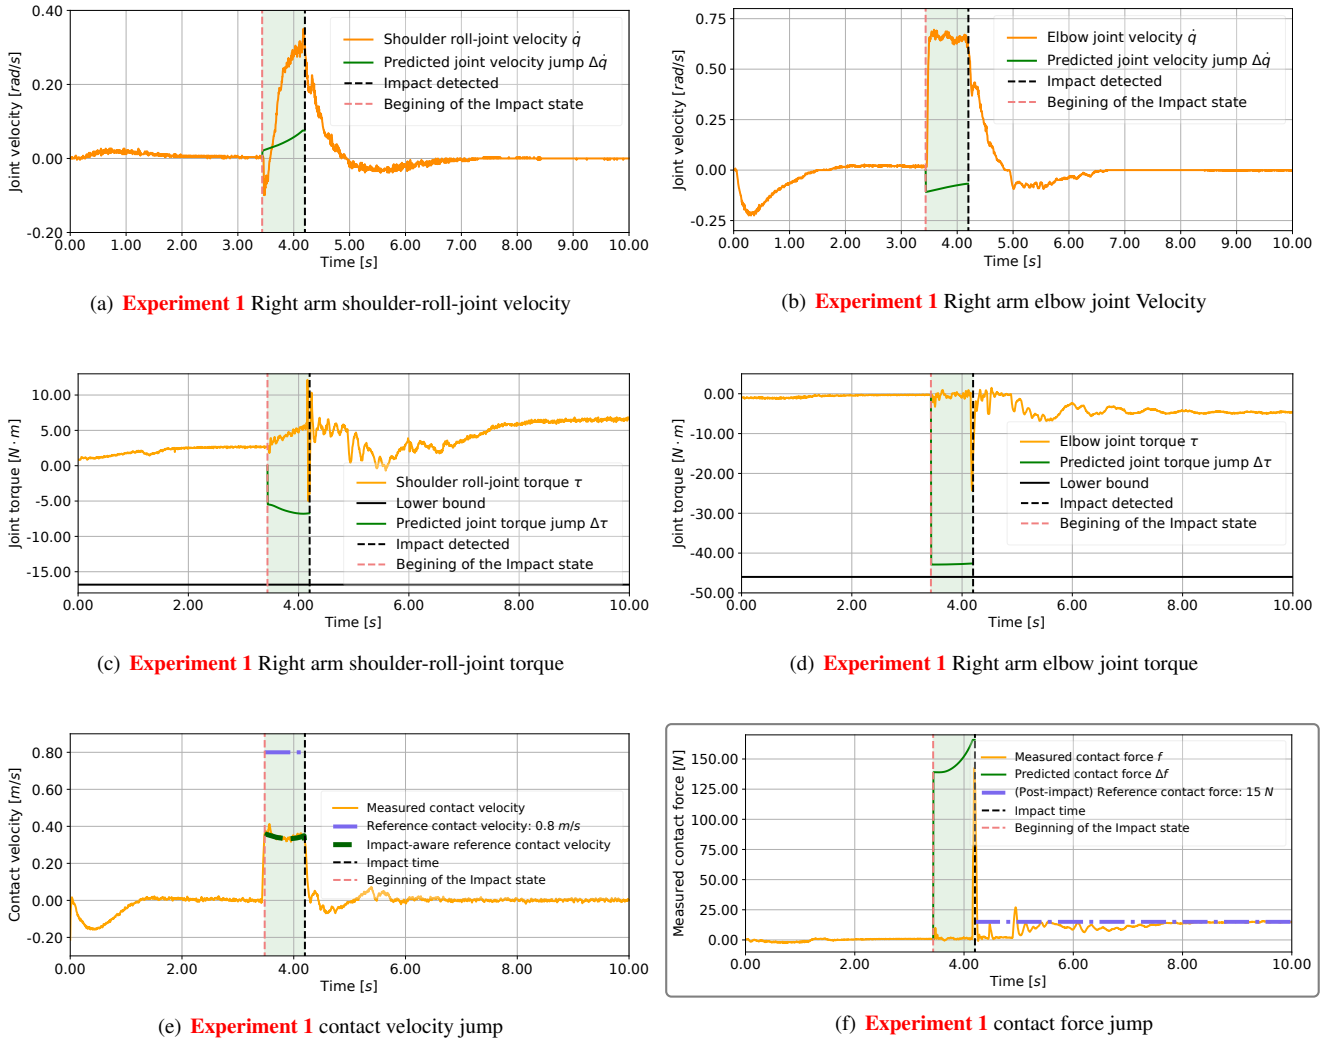 0.40
0.30
0.20
0.10
0.00
-0.10
-0.20
Joint velocity [rad/s]
Shoulder roll-joint velocity q̇
Predicted joint velocity jump Δq̇
Impact detected
Begining of the Impact state
0.00 1.00 2.00 3.00 4.00 5.00 6.00 7.00 8.00 9.00 10.00
Time [s]
(a) Experiment 1 Right arm shoulder-roll-joint velocity
0.75
0.50
0.25
0.00
-0.25
Joint velocity [rad/s]
Elbow joint velocity q̇
Predicted joint velocity jump Δq̇
Impact detected
Begining of the Impact state
0.00 1.00 2.00 3.00 4.00 5.00 6.00 7.00 8.00 9.00 10.00
Time [s]
(b) Experiment 1 Right arm elbow joint Velocity
10.00
5.00
0.00
-5.00
-10.00
-15.00
Joint torque [N · m]
Shoulder roll-joint torque τ
Lower bound
Predicted joint torque jump Δτ
Impact detected
Begining of the Impact state
0.00 2.00 4.00 6.00 8.00 10.00
Time [s]
(c) Experiment 1 Right arm shoulder-roll-joint torque
0.00
-10.00
-20.00
-30.00
-40.00
-50.00
Joint torque [N · m]
Elbow joint torque τ
Predicted joint torque jump Δτ
Lower bound
Impact detected
Begining of the Impact state
0.00 2.00 4.00 6.00 8.00 10.00
Time [s]
(d) Experiment 1 Right arm elbow joint torque
0.80
0.60
0.40
0.20
0.00
-0.20
Contact velocity [m/s]
Measured contact velocity
Reference contact velocity: 0.8 m/s
Impact-aware reference contact velocity
Impact time
Beginning of the Impact state
0.00 2.00 4.00 6.00 8.00 10.00
Time [s]
(e) Experiment 1 contact velocity jump
150.00
125.00
100.00
75.00
50.00
25.00
0.00
Measured contact force [N]
Measured contact force f
Predicted contact force Δf
(Post-impact) Reference contact force: 15 N
Impact time
Beginning of the Impact state
0.00 2.00 4.00 6.00 8.00 10.00
Time [s]
(f) Experiment 1 contact force jump